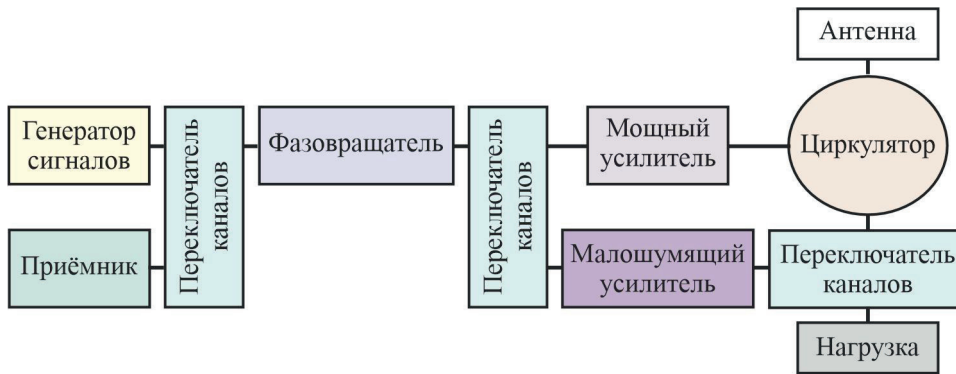 Антенна
Генератор
сигналов
Переключатель
каналов
Фазовращатель
Переключатель
каналов
Мощный
усилитель
Циркулятор
Приёмник
Малошумящий
усилитель
Переключатель
каналов
Нагрузка